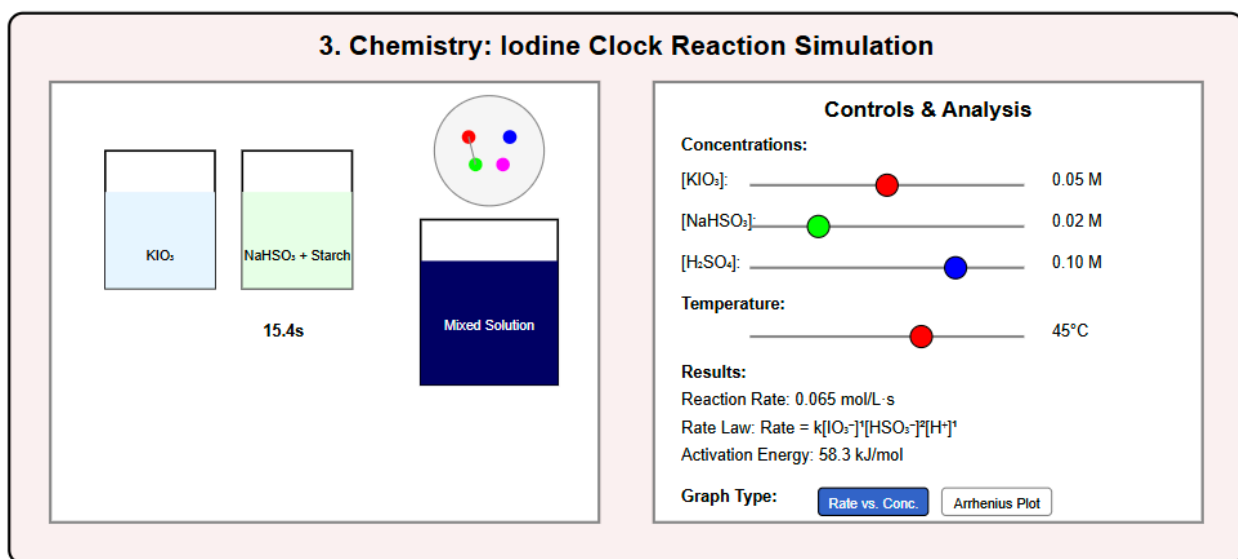 3. Chemistry: Iodine Clock Reaction Simulation
KIO₃
NaHSO₃ + Starch
15.4s
Mixed Solution
Controls & Analysis
Concentrations:
[KIO₃]: 0.05 M
[NaHSO₃]: 0.02 M
[H₂SO₄]: 0.10 M
Temperature:
45°C
Results:
Reaction Rate: 0.065 mol/L·s
Rate Law: Rate = k[IO₃⁻]¹[HSO₃⁻]²[H⁺]¹
Activation Energy: 58.3 kJ/mol
Graph Type: Rate vs. Conc. Arrhenius Plot